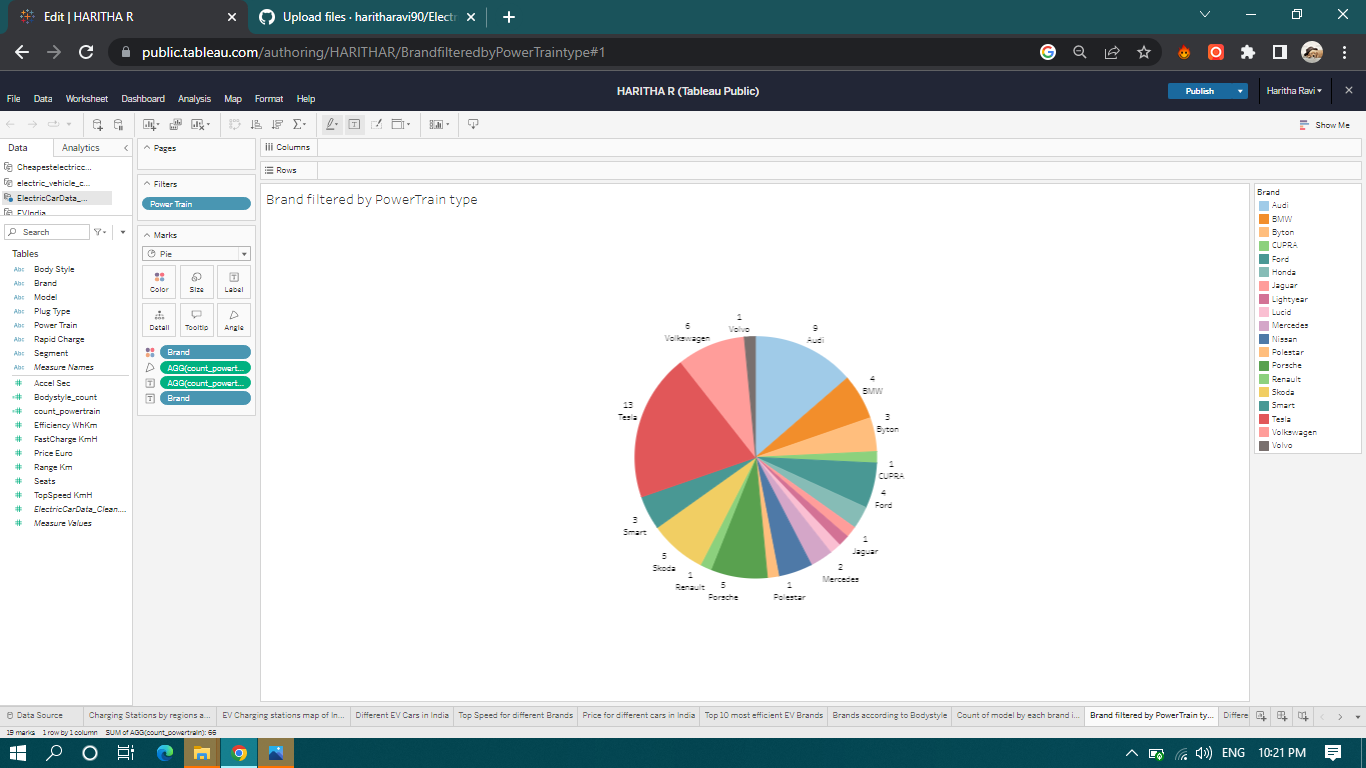 Edit | HARITHA R
Upload files · haritharavi90/Electr
public.tableau.com/authoring/HARITHAR/BrandfilteredbyPowerTraintype#1
HARITHA R (Tableau Public)
Publish
Haritha Ravi
File Data Worksheet Dashboard Analysis Map Format Help
Show Me
Data Analytics
Cheapestelectricc...
electric_vehicle_c...
ElectricCarData_...
EVIndia
Search
Tables
Abc Body Style
Abc Brand
Abc Model
Abc Plug Type
Abc Power Train
Abc Rapid Charge
Abc Segment
Abc Measure Names
Accel Sec
Bodystyle_count
count_powertrain
Efficiency WhKm
FastCharge KmH
Price Euro
Range Km
Seats
TopSpeed KmH
ElectricCarData_Clean....
Measure Values
Pages
Filters
Power Train
Marks
Pie
Color Size Label
Detail Tooltip Angle
Brand
AGG(count_powert...
AGG(count_powert...
Brand
Columns
Rows
Brand filtered by PowerTrain type
1
Volvo
9
Audi
6
Volkswagen
4
BMW
13
Tesla
3
Byton
1
CUPRA
4
Ford
3
Smart
1
Jaguar
5
Skoda
2
Mercedes
1
Renault
5
Porsche
1
Polestar
Brand
Audi
BMW
Byton
CUPRA
Ford
Honda
Jaguar
Lightyear
Lucid
Mercedes
Nissan
Polestar
Porsche
Renault
Skoda
Smart
Tesla
Volkswagen
Volvo
Data Source Charging Stations by regions a... EV Charging stations map of In... Different EV Cars in India Top Speed for different Brands Price for different cars in India Top 10 most efficient EV Brands Brands according to Bodystyle Count of model by each brand i... Brand filtered by PowerTrain ty... Differe
19 marks 1 row by 1 column SUM of AGG(count_powertrain): 66
ENG 10:21 PM